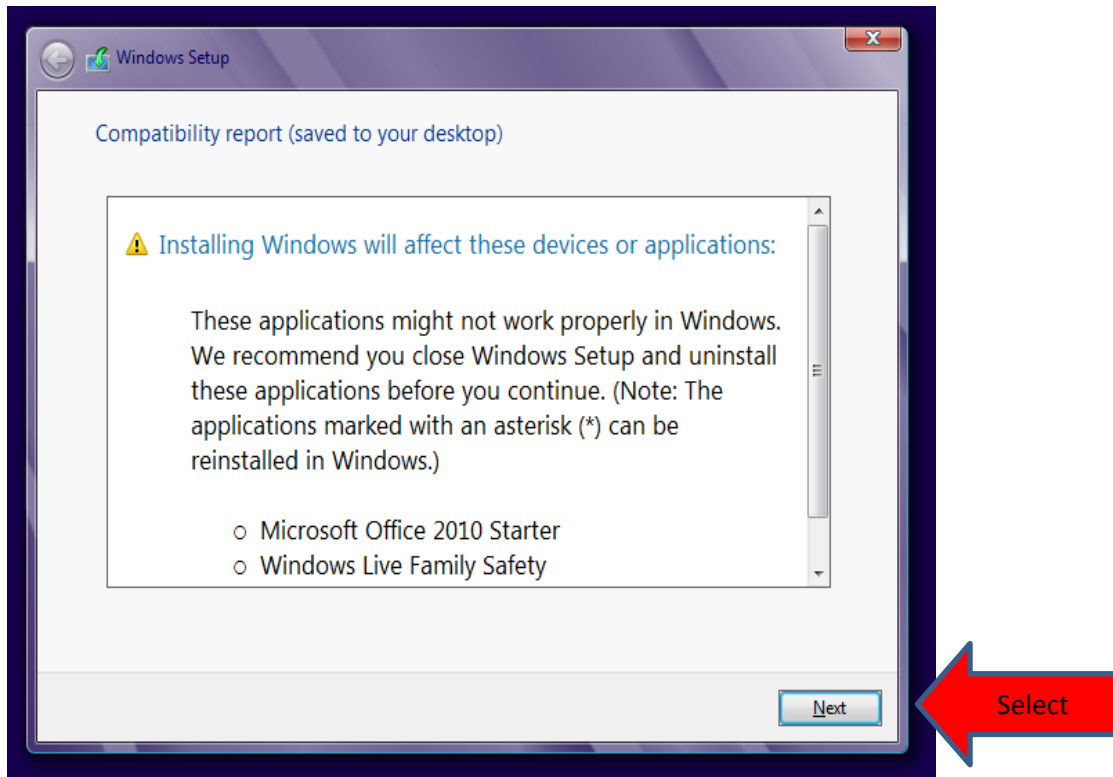 Windows Setup
Compatibility report (saved to your desktop)
Installing Windows will affect these devices or applications:
These applications might not work properly in Windows.
We recommend you close Windows Setup and uninstall
these applications before you continue. (Note: The
applications marked with an asterisk (*) can be
reinstalled in Windows.)
○ Microsoft Office 2010 Starter
○ Windows Live Family Safety
Next
Select